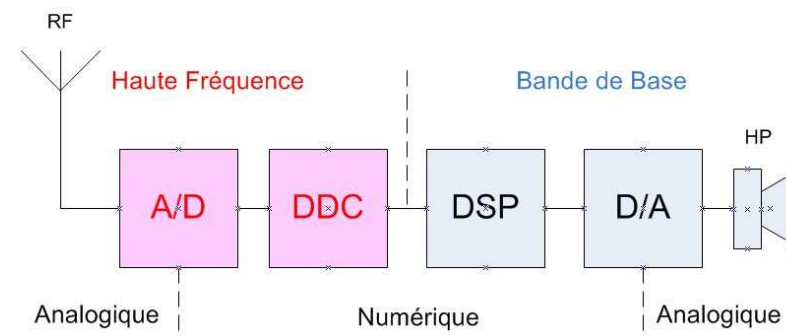 RF
Haute Fréquence
Bande de Base
HP
A/D
DDC
DSP
D/A
Analogique
Numérique
Analogique